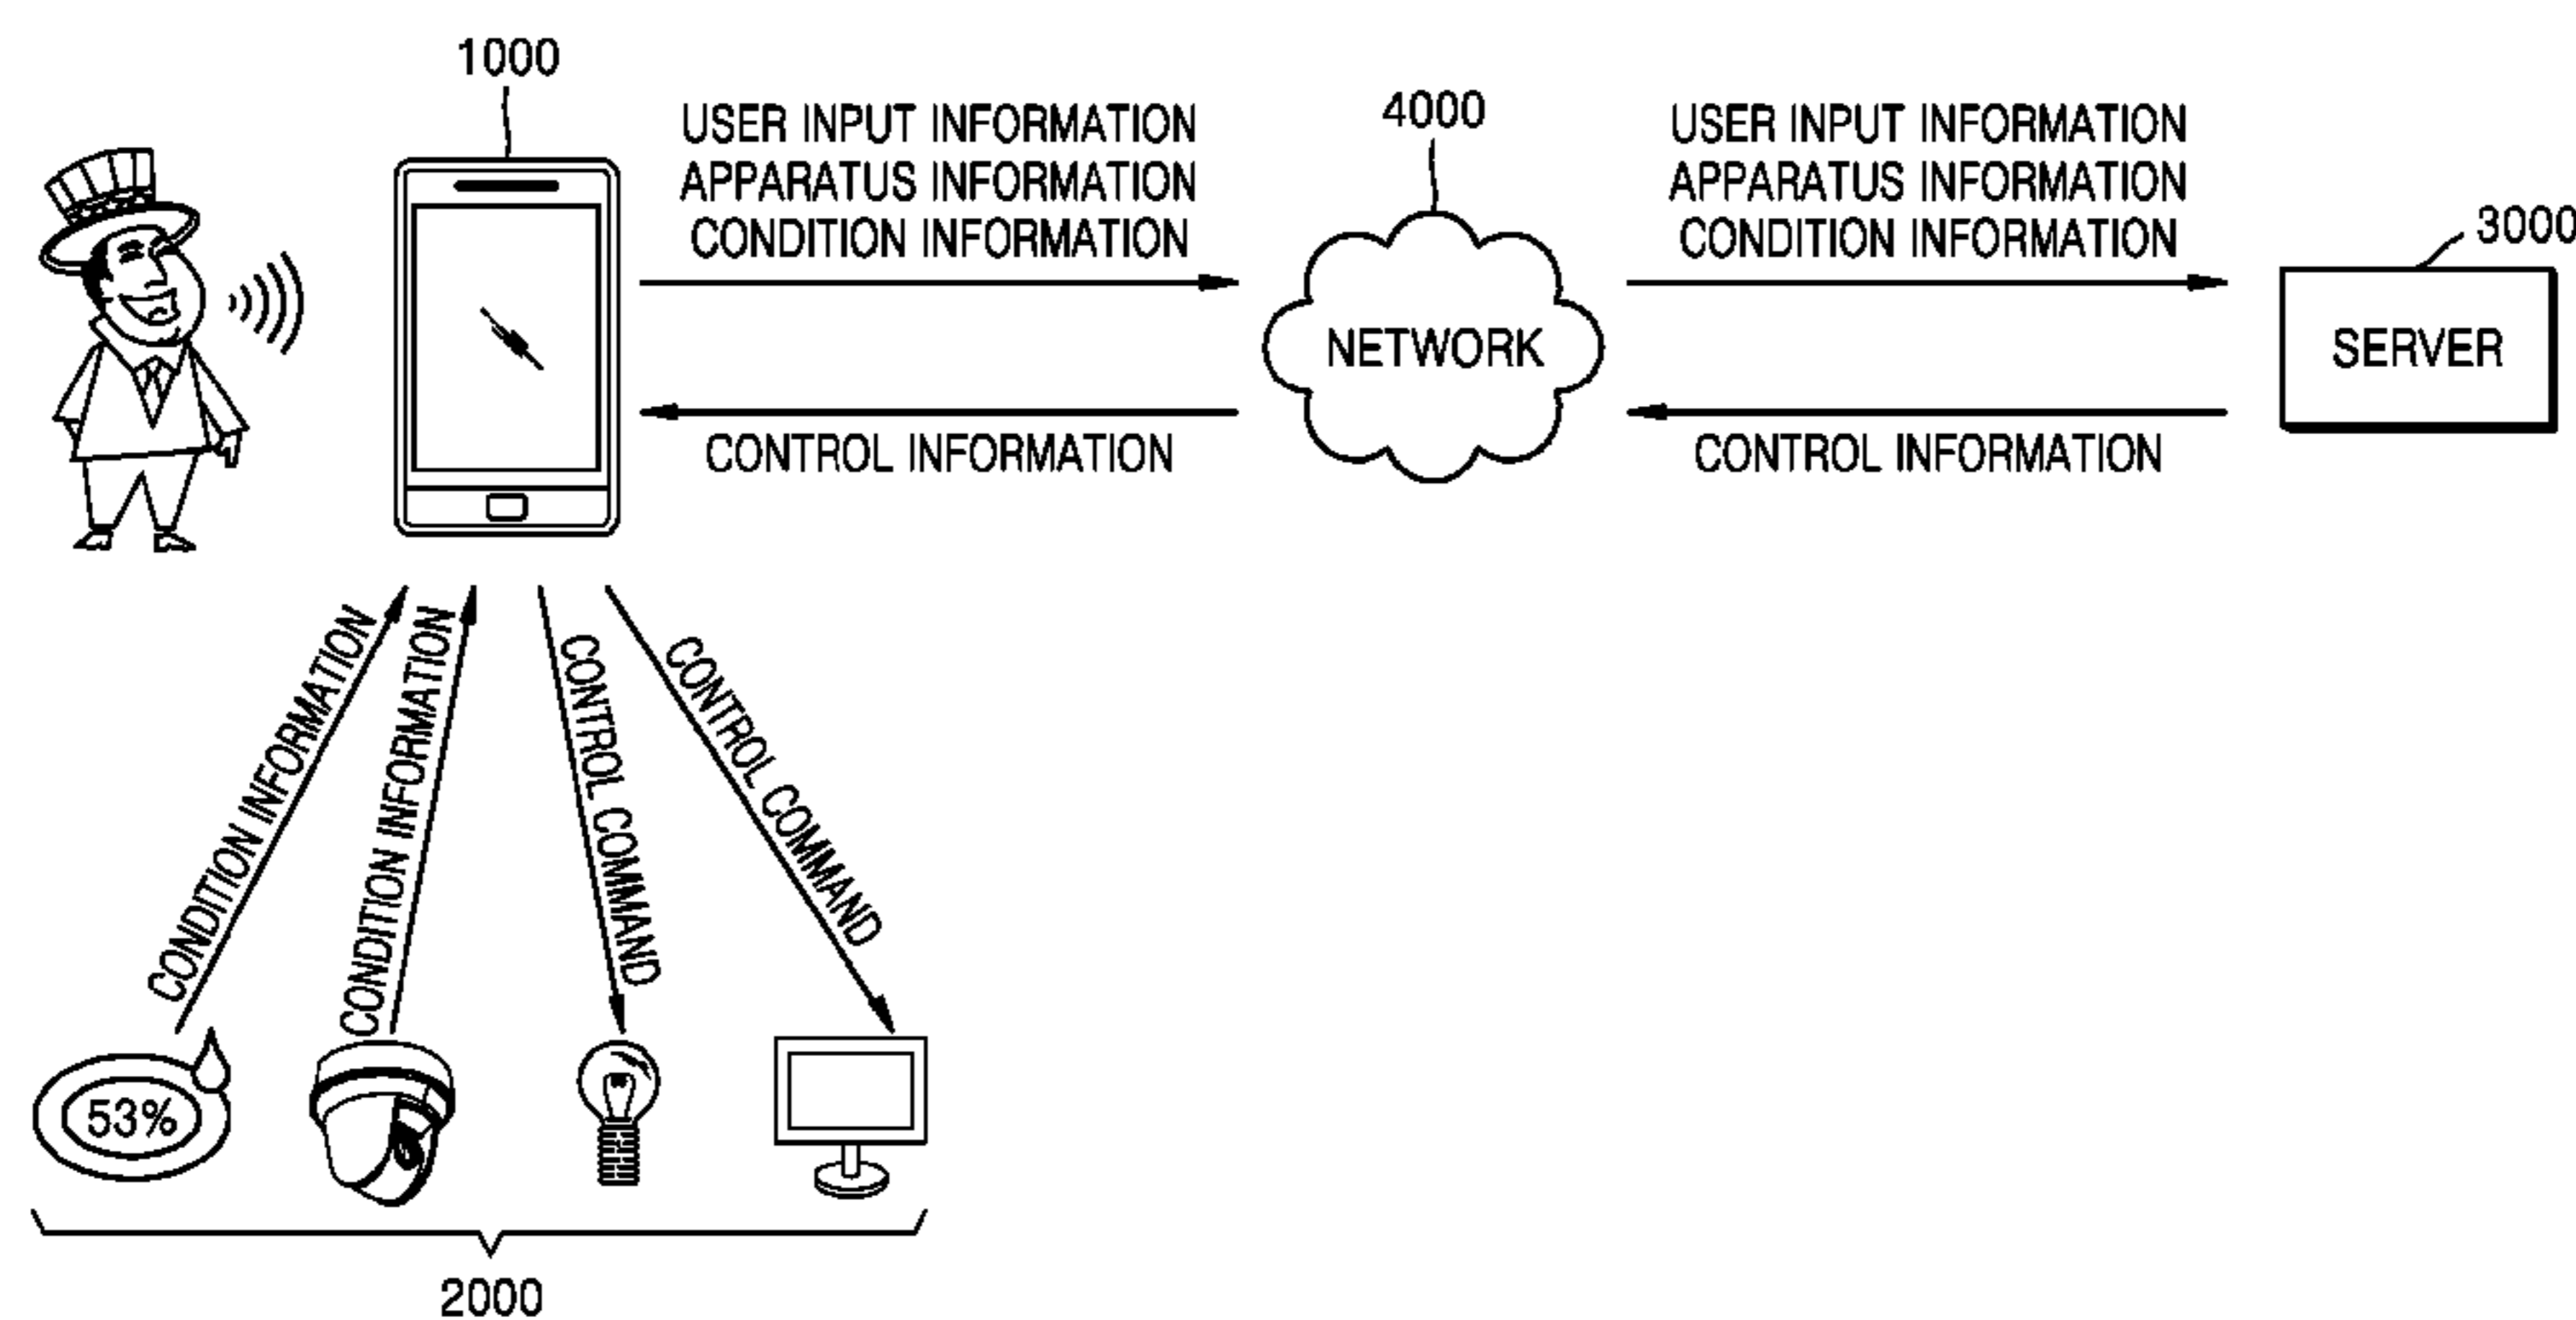 1000
USER INPUT INFORMATION
APPARATUS INFORMATION
CONDITION INFORMATION
4000
USER INPUT INFORMATION
APPARATUS INFORMATION
CONDITION INFORMATION
3000
NETWORK
SERVER
CONTROL INFORMATION
CONTROL INFORMATION
CONDITION INFORMATION
CONDITION INFORMATION
CONTROL COMMAND
CONTROL COMMAND
53%
2000